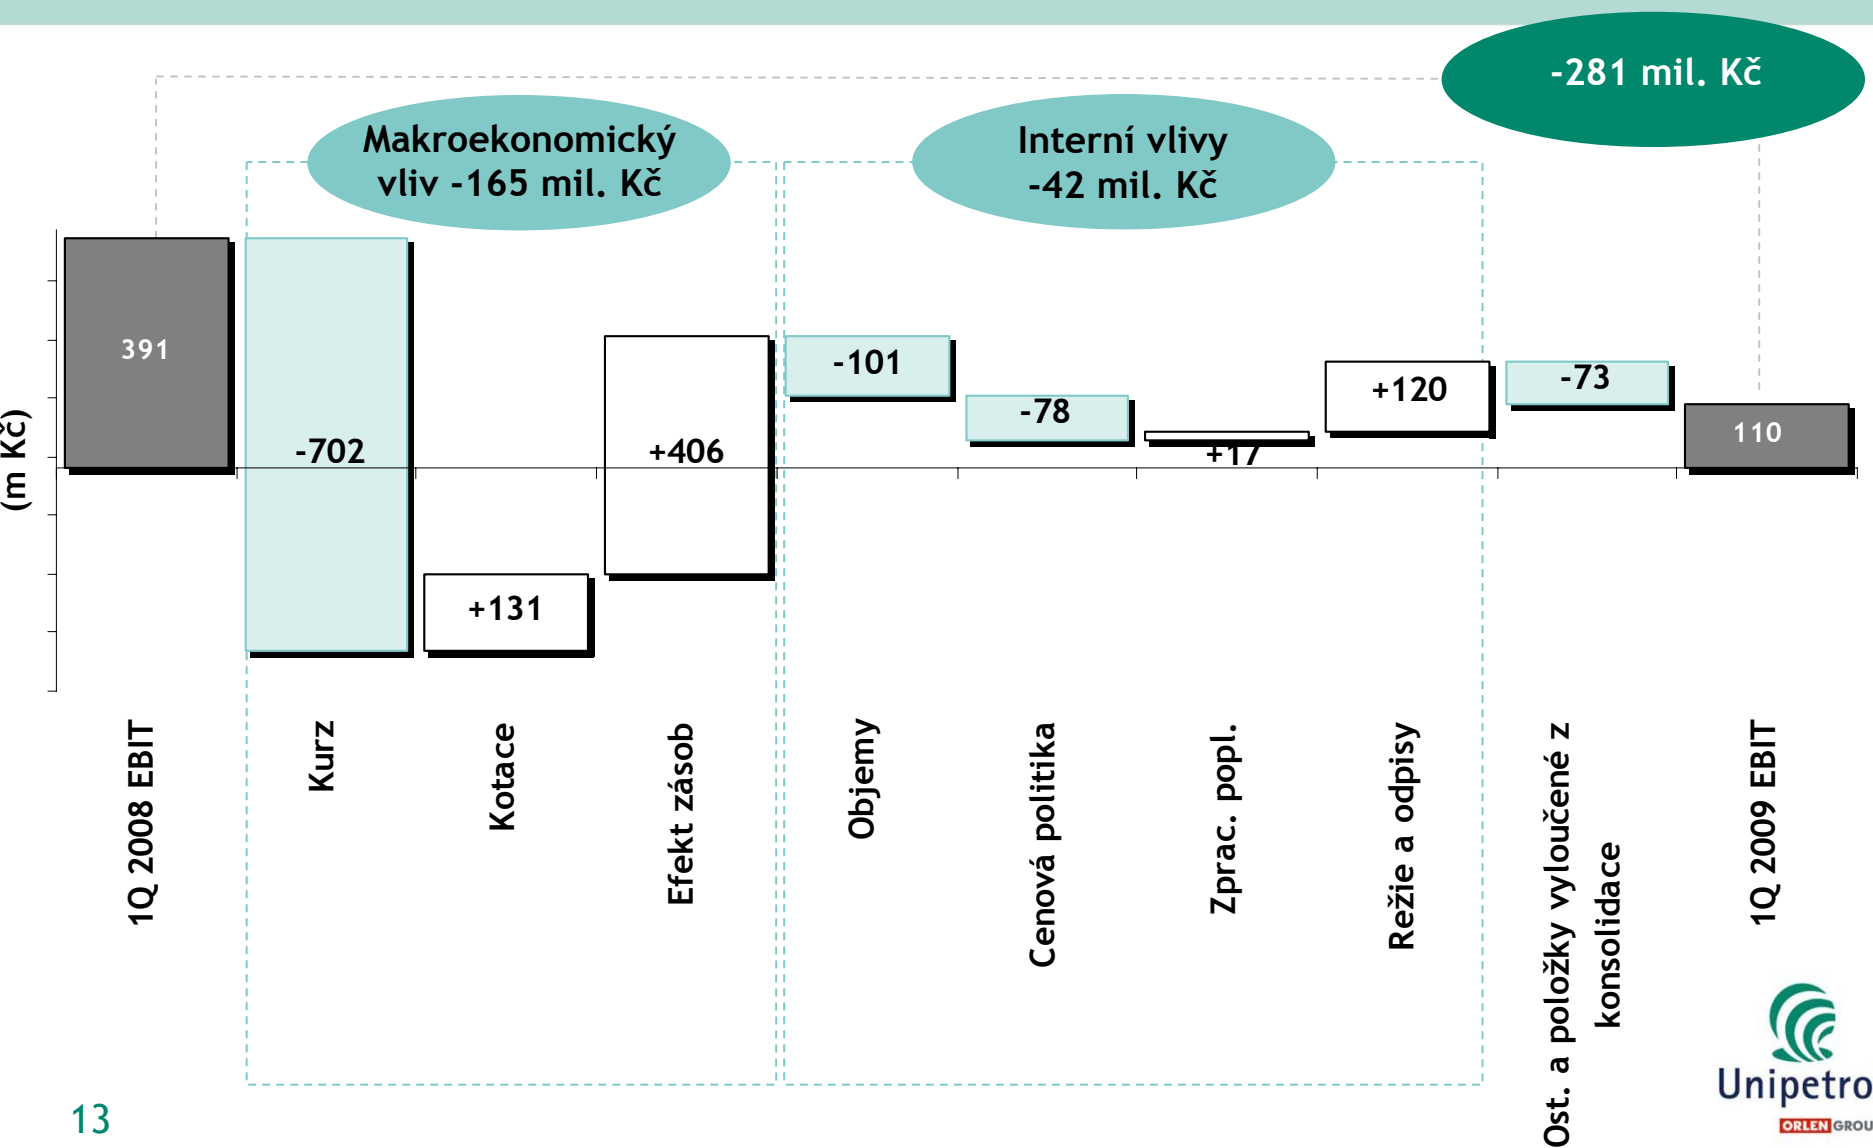 -281 mil. Kč
Makroekonomický
vliv -165 mil. Kč
Interní vlivy
-42 mil. Kč
(m Kč)
391
-702
+131
+406
-101
-78
+17
+120
-73
110
1Q 2008 EBIT
Kurz
Kotace
Efekt zásob
Objemy
Cenová politika
Zprac. popl.
Režie a odpisy
Ost. a položky vyloučené z
konsolidace
1Q 2009 EBIT
13
Unipetro
ORLEN GROU